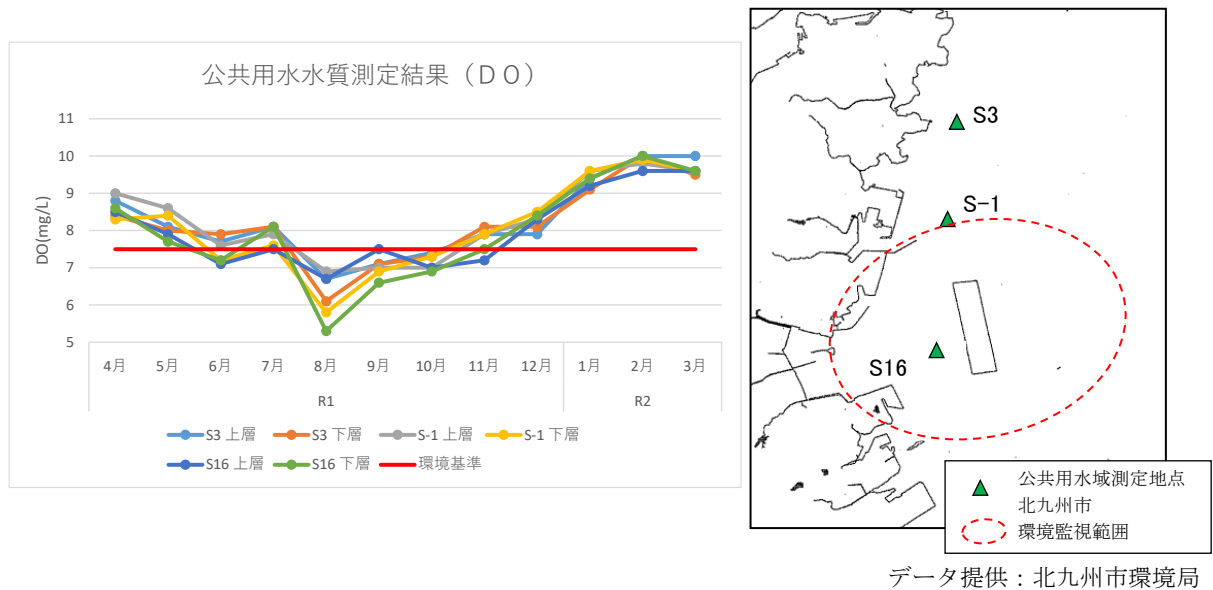 公共用水水質測定結果（ＤＯ）
DO(mg/L)
11
10
9
8
7
6
5
4月 5月 6月 7月 8月 9月 10月 11月 12月 1月 2月 3月
R1 R2
S3 上層 S3 下層 S-1 上層 S-1 下層
S16 上層 S16 下層 環境基準
S3
S-1
S16
公共用水域測定地点
北九州市
環境監視範囲
データ提供：北九州市環境局